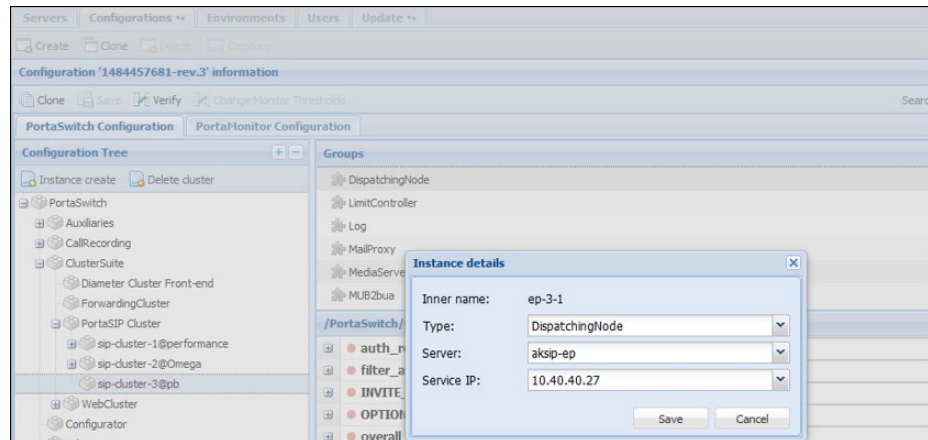 Servers Configurations Environments Users Update
Create Clone Delete Compare
Configuration '1484457681-rev.3' information
Clone Save Verify Change Monitor Thresholds
PortaSwitch Configuration PortaMonitor Configuration
Configuration Tree
Instance create Delete cluster
PortaSwitch
Auxiliaries
CallRecording
ClusterSuite
Diameter Cluster Front-end
ForwardingCluster
PortaSIP Cluster
sip-cluster-1@performance
sip-cluster-2@Omega
sip-cluster-3@pb
WebCluster
Configurator
Groups
DispatchingNode
LimitController
Log
MailProxy
MediaServe
MUB2bua
/PortaSwitch/
auth_r
filter_a
INVITE_
OPTION
overall
Instance details
Inner name: ep-3-1
Type: DispatchingNode
Server: aksip-ep
Service IP: 10.40.40.27
Save Cancel